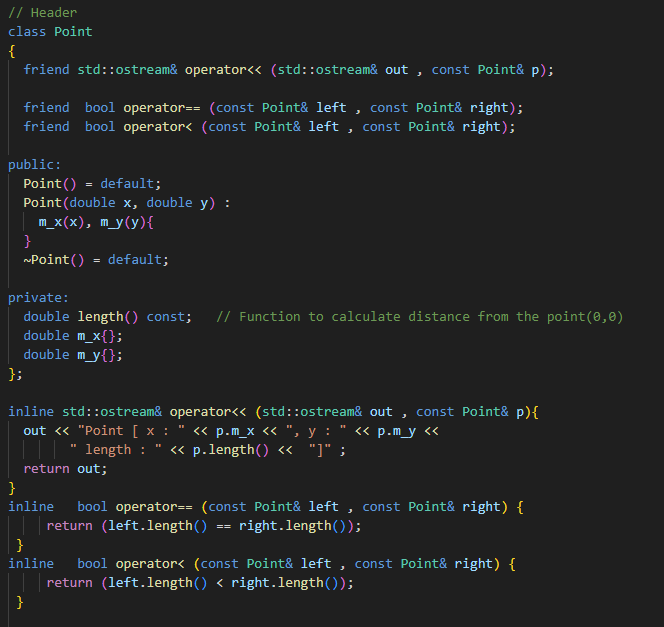 // Header
class Point
{
  friend std::ostream& operator<< (std::ostream& out , const Point& p);
  friend  bool operator== (const Point& left , const Point& right);
  friend  bool operator< (const Point& left , const Point& right);
public:
  Point() = default;
  Point(double x, double y) :
    m_x(x), m_y(y){
  }
  ~Point() = default;
private:
  double length() const;   // Function to calculate distance from the point(0,0)
  double m_x{};
  double m_y{};
};
inline std::ostream& operator<< (std::ostream& out , const Point& p){
  out << "Point [ x : " << p.m_x << ", y : " << p.m_y <<
        " length : " << p.length() <<  "]" ;
  return out;
}
inline   bool operator== (const Point& left , const Point& right) {
     return (left.length() == right.length());
 }
inline   bool operator< (const Point& left , const Point& right) {
     return (left.length() < right.length());
 }